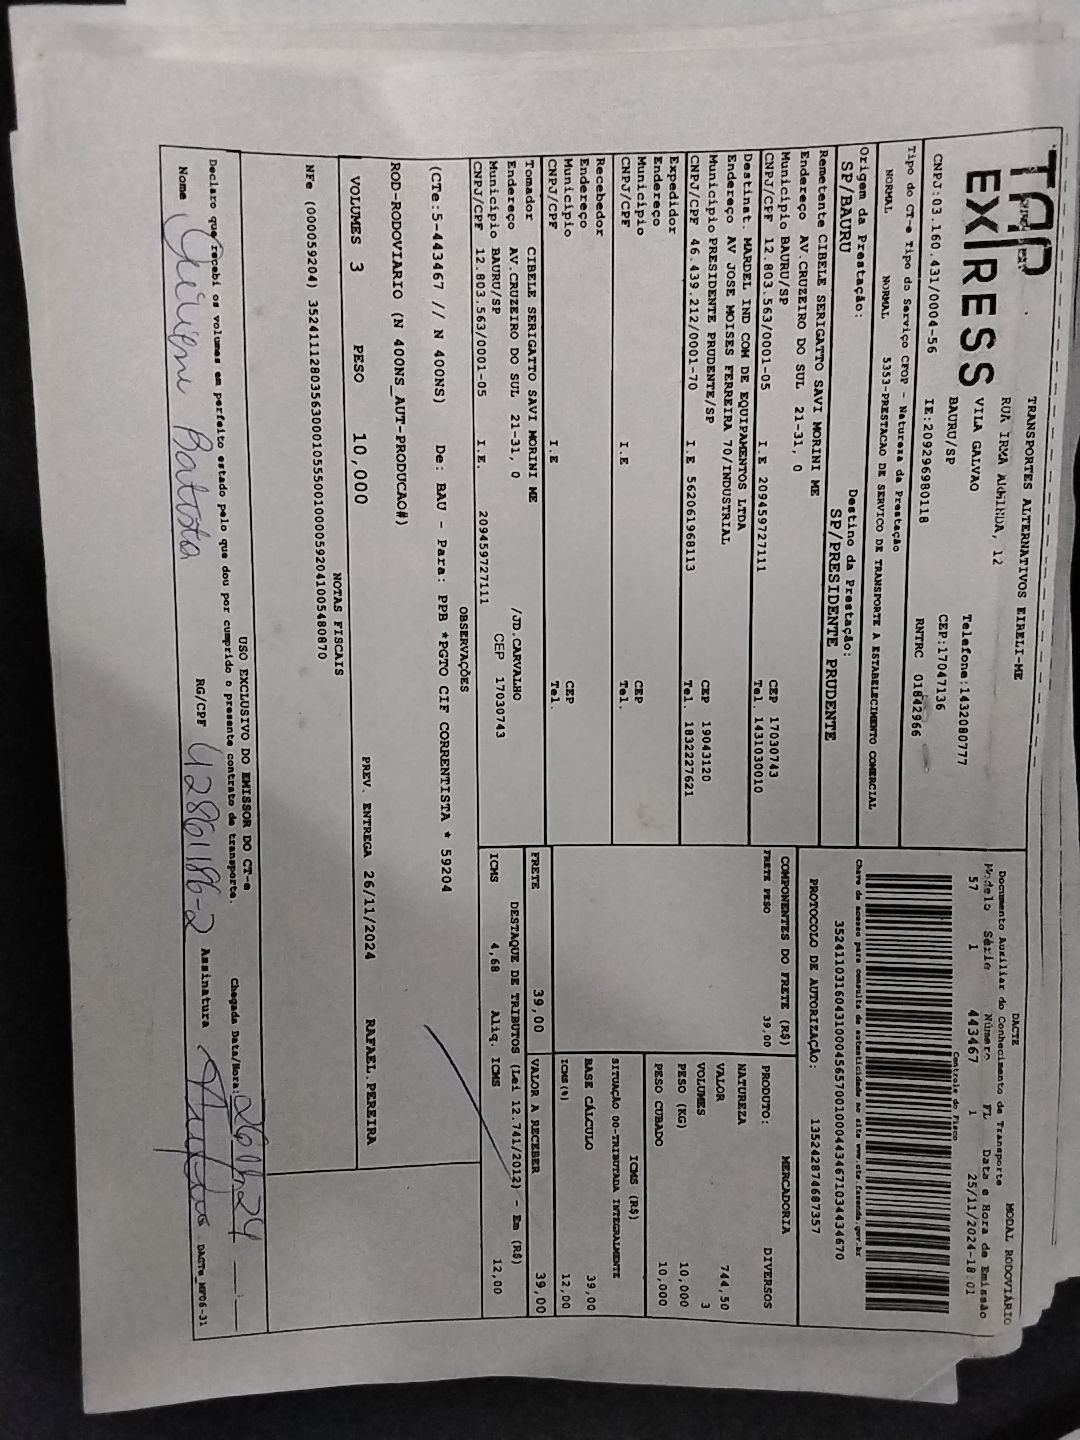 TAP
EXPRESS
TRANSPORTES ALTERNATIVOS EIRELI-ME
RUA IRMA ARMINDA, 12
VILA GALVAO
BAURU/SP
Telefone:1432080777
CEP:17047136
CNPJ:03.160.431/0004-56 IE:209296980118 RNTRC 01842966
Tipo do CT-e Tipo do Serviço CFOP - Natureza da Prestação
NORMAL NORMAL 5353-PRESTACAO DE SERVICO DE TRANSPORTE A ESTABELECIMENTO COMERCIAL
Origem da Prestação: Destino da Prestação:
SP/BAURU SP/PRESIDENTE PRUDENTE
DACTE MODAL RODOVIÁRIO
Documento Auxiliar do Conhecimento de Transporte
Modelo Série Número FL Data e Hora de Emissão
57 1 443467 1 25/11/2024-18:01
Controle do Fisco
Chave de acesso para consulta de autenticidade no site www.cte.fazenda.gov.br
35241103160431000456570010004434671034434670
PROTOCOLO DE AUTORIZAÇÃO: 135242874687357
Remetente CIBELE SERIGATTO SAVI MORINI ME
Endereço AV.CRUZEIRO DO SUL 21-31, 0
Município BAURU/SP CEP 17030743
CNPJ/CPF 12.803.563/0001-05 I.E 209459727111 Tel. 1431030010
Destinat. MARDEL IND COM DE EQUIPAMENTOS LTDA
Endereço AV JOSE MOISES FERREIRA 70/INDUSTRIAL
Município PRESIDENTE PRUDENTE/SP CEP 19043120
CNPJ/CPF 46.439.212/0001-70 I.E 562061968113 Tel. 1832227621
Expedidor
Endereço
Município CEP
CNPJ/CPF I.E Tel.
Recebedor
Endereço
Município CEP
CNPJ/CPF I.E Tel.
Tomador CIBELE SERIGATTO SAVI MORINI ME
Endereço AV.CRUZEIRO DO SUL 21-31, 0 /JD.CARVALHO
Município BAURU/SP CEP 17030743
CNPJ/CPF 12.803.563/0001-05 I.E. 209459727111
COMPONENTES DO FRETE (R$)
FRETE PESO 39,00
FRETE 39,00
PRODUTO: MERCADORIA
NATUREZA DIVERSOS
VALOR 744,50
VOLUMES 3
PESO (KG) 10,000
PESO CUBADO 10,000
ICMS (R$)
SITUAÇÃO 00-TRIBUTADA INTEGRALMENTE
BASE CÁLCULO 39,00
ICMS(%) 12,00
VALOR A RECEBER 39,00
DESTAQUE DE TRIBUTOS (Lei 12.741/2012) - Em (R$)
ICMS 4,68 Aliq. ICMS 12,00
OBSERVAÇÕES
(CTe:5-443467 // N 400NS) De: BAU - Para: PPB *PGTO CIF CORRENTISTA * 59204
ROD-RODOVIARIO (N 400NS_AUT-PRODUCAO#)
VOLUMES 3 PESO 10,000 PREV. ENTREGA 26/11/2024 RAFAEL.PEREIRA
NOTAS FISCAIS
NFe (000059204) 35241112803563000105550010000592041005480870
USO EXCLUSIVO DO EMISSOR DO CT-e
Declaro que recebi os volumes em perfeito estado pelo que dou por cumprido o presente contrato de transporte. Chegada Data/Hora: 26/11/24
Nome Batista RG/CPF 42861186-2 Assinatura
DACTe_MP06-31